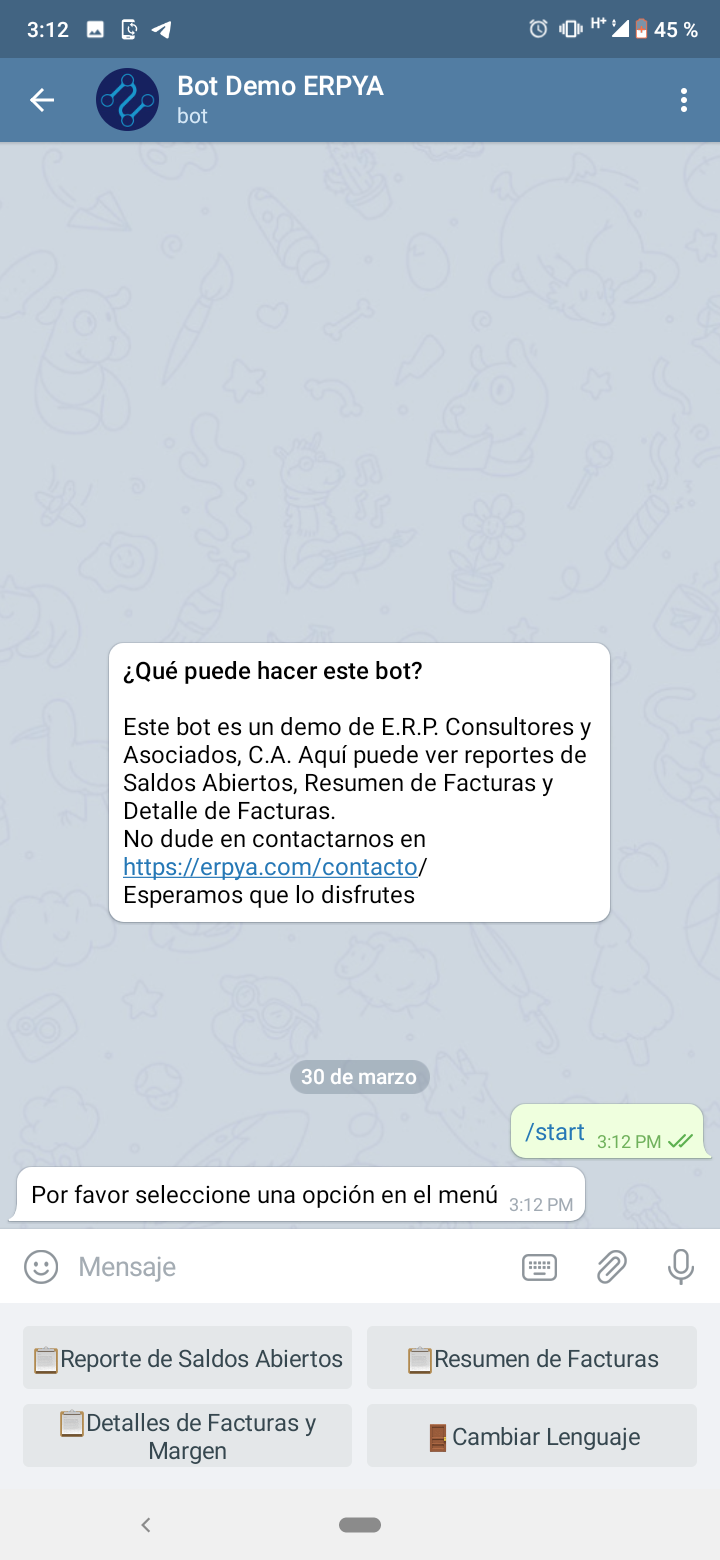 3:12
H+
45 %
Bot Demo ERPYA
bot
¿Qué puede hacer este bot?
Este bot es un demo de E.R.P. Consultores y
Asociados, C.A. Aquí puede ver reportes de
Saldos Abiertos, Resumen de Facturas y
Detalle de Facturas.
No dude en contactarnos en
https://erpya.com/contacto/
Esperamos que lo disfrutes
30 de marzo
/start 3:12 PM
Por favor seleccione una opción en el menú 3:12 PM
Mensaje
Reporte de Saldos Abiertos
Resumen de Facturas
Detalles de Facturas y
Margen
Cambiar Lenguaje